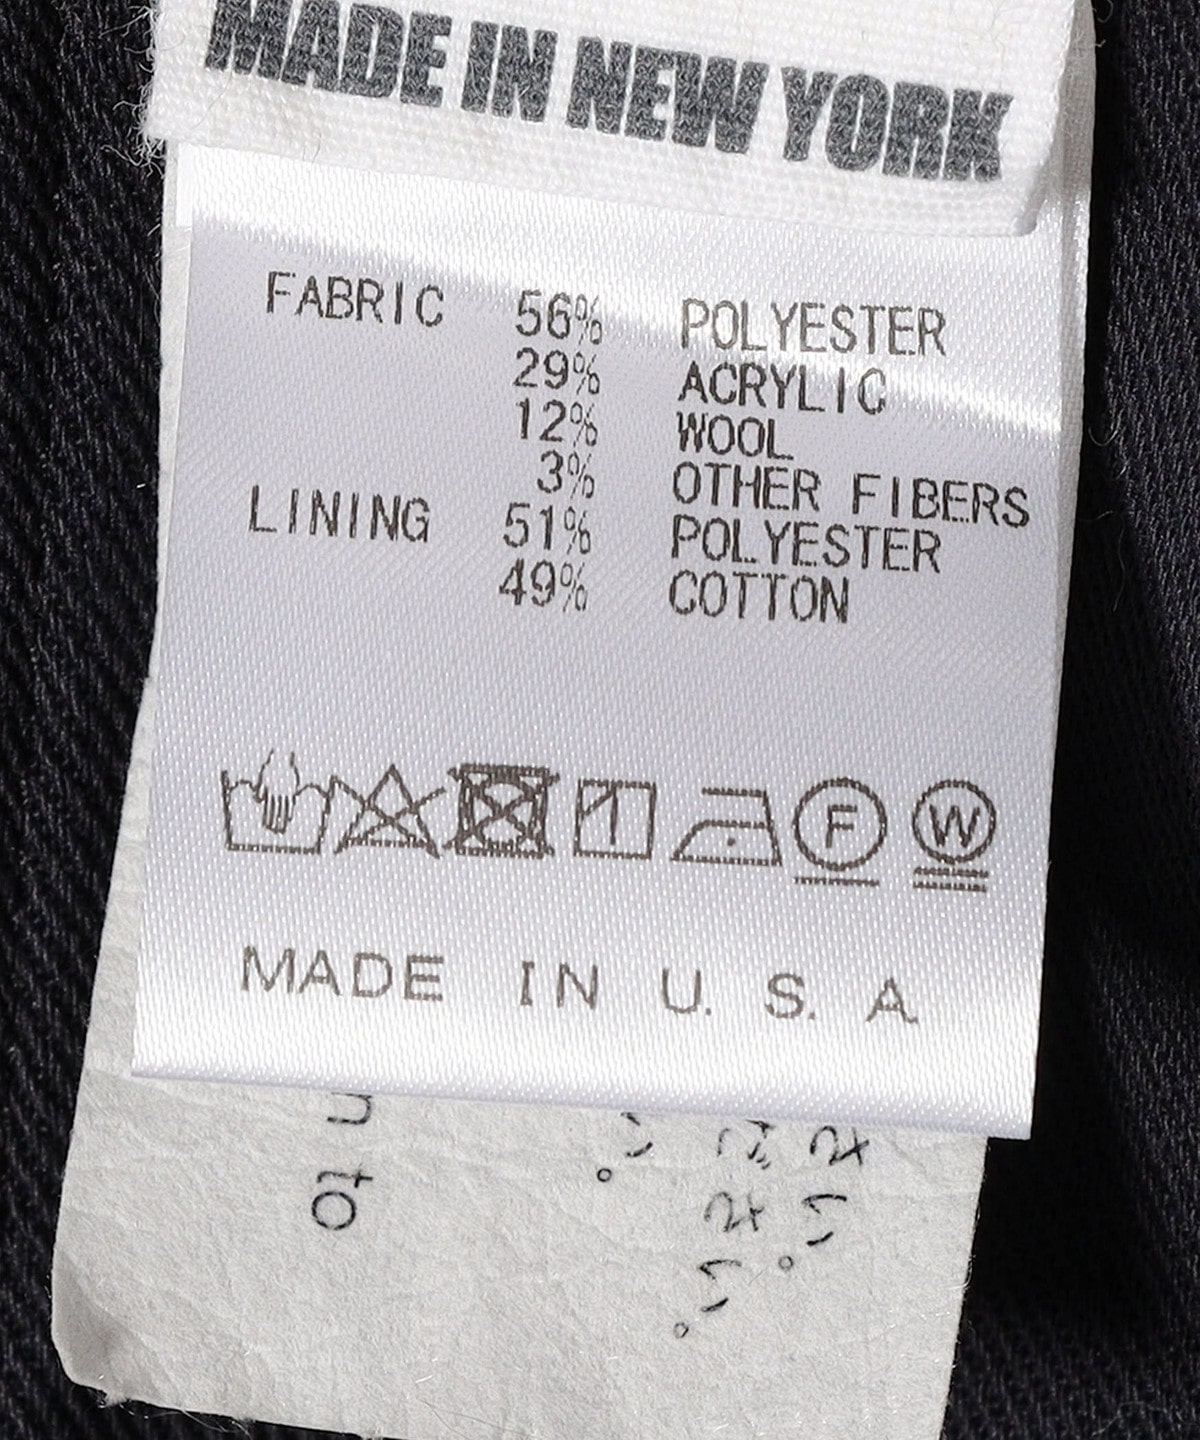 MADE IN NEW YORK
FABRIC 56% POLYESTER
29% ACRYLIC
12% WOOL
3% OTHER FIBERS
LINING 51% POLYESTER
49% COTTON
F W
MADE IN U. S. A.